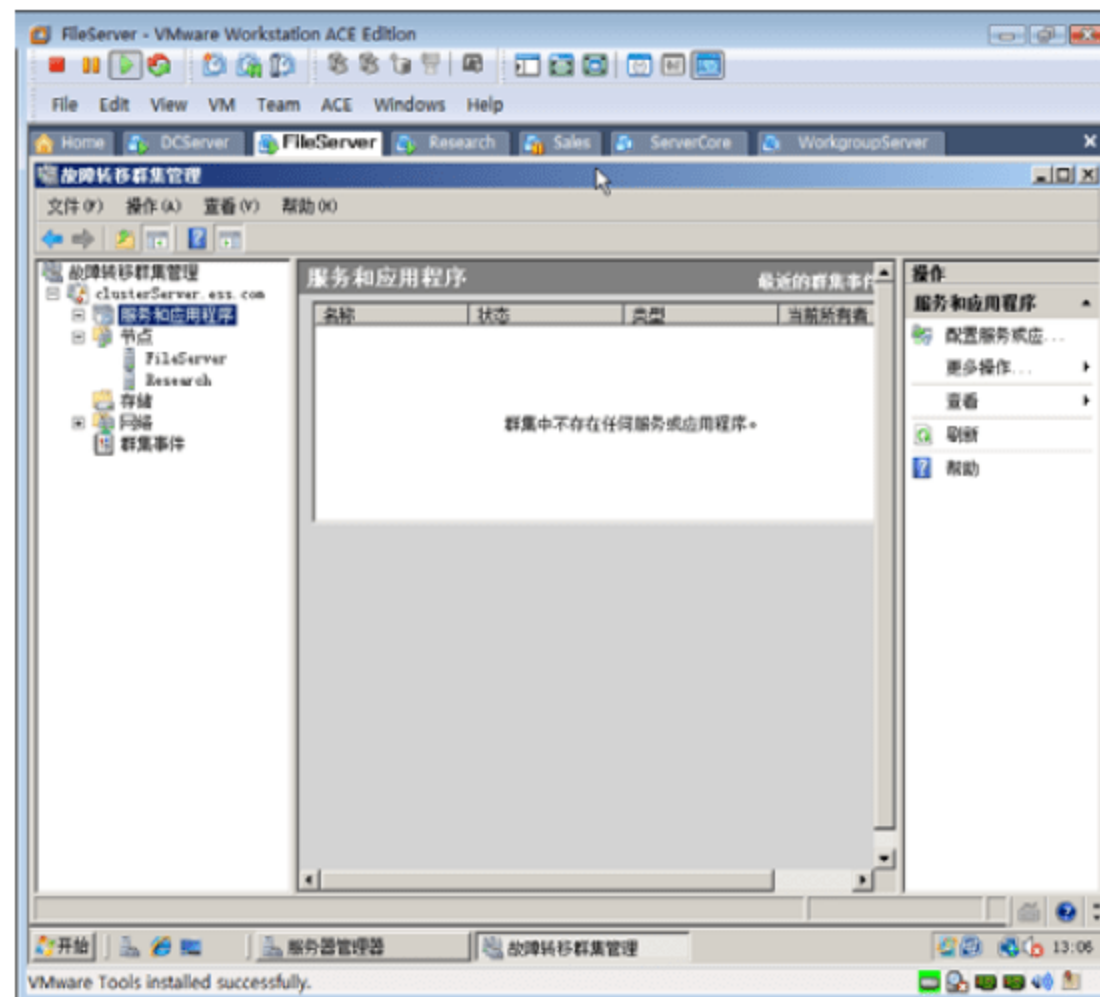 FileServer - VMware Workstation ACE Edition
File Edit View VM Team ACE Windows Help
Home DCServer FileServer Research Sales ServerCore WorkgroupServer
故障转移群集管理
文件(F) 操作(A) 查看(V) 帮助(H)
故障转移群集管理
clusterServer.ess.com
服务和应用程序
节点
FileServer
Research
存储
网络
群集事件
服务和应用程序 最近的群集事件
名称 状态 类型 当前所有者
群集中不存在任何服务或应用程序。
操作
服务和应用程序
配置服务或应...
更多操作...
查看
刷新
帮助
开始 服务器管理器 故障转移群集管理 13:06
VMware Tools installed successfully.